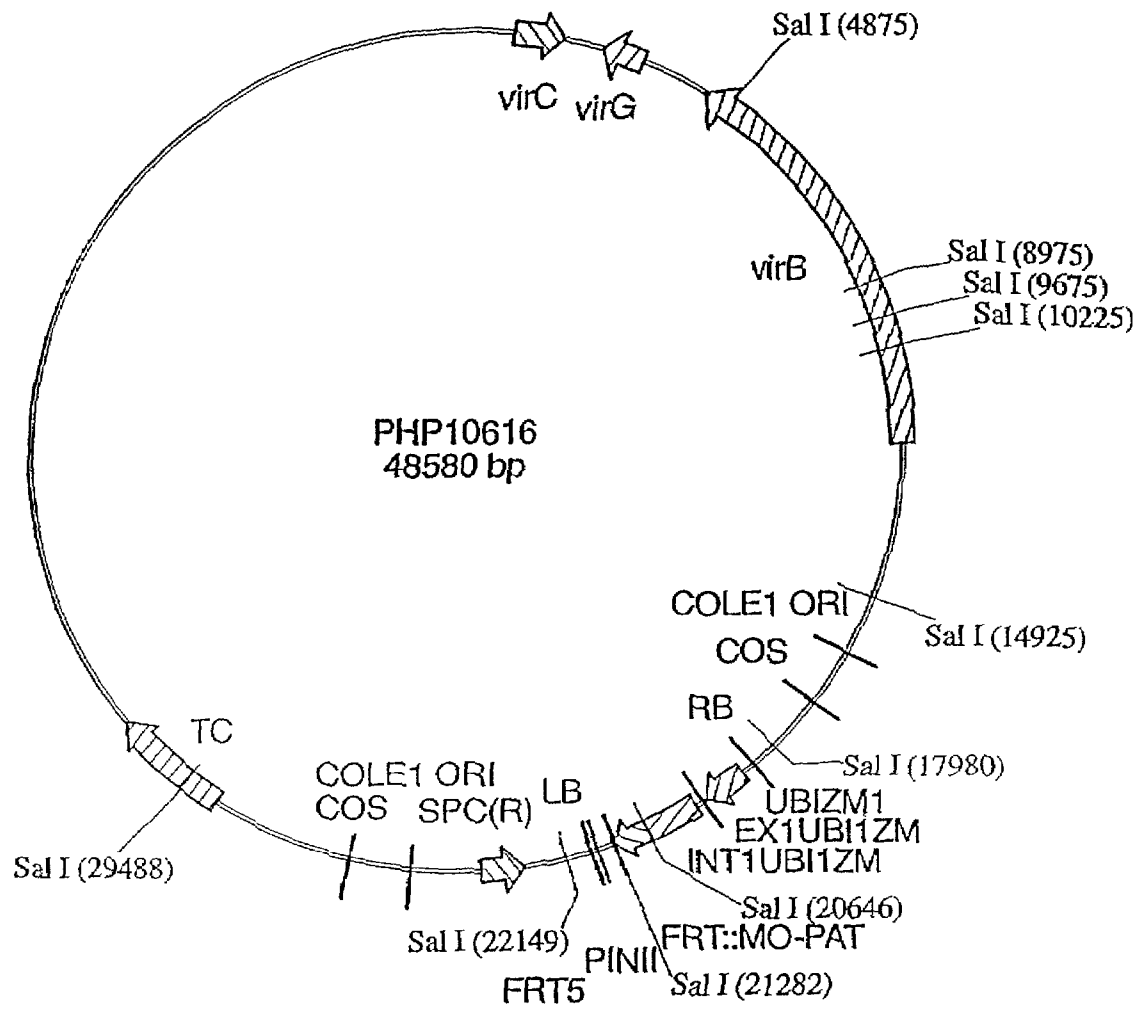 Sal I (4875)
virC
virG
Sal I (8975)
virB
Sal I (9675)
Sal I (10225)
PHP10616
48580 bp
COLE1 ORI
Sal I (14925)
COS
RB
TC
Sal I (17980)
COLE1 ORI
LB
UBIZM1
COS
SPC(R)
EX1UBI1ZM
INT1UBI1ZM
Sal I (29488)
Sal I (20646)
Sal I (22149)
FRT::MO-PAT
PINII
FRT5
Sal I (21282)